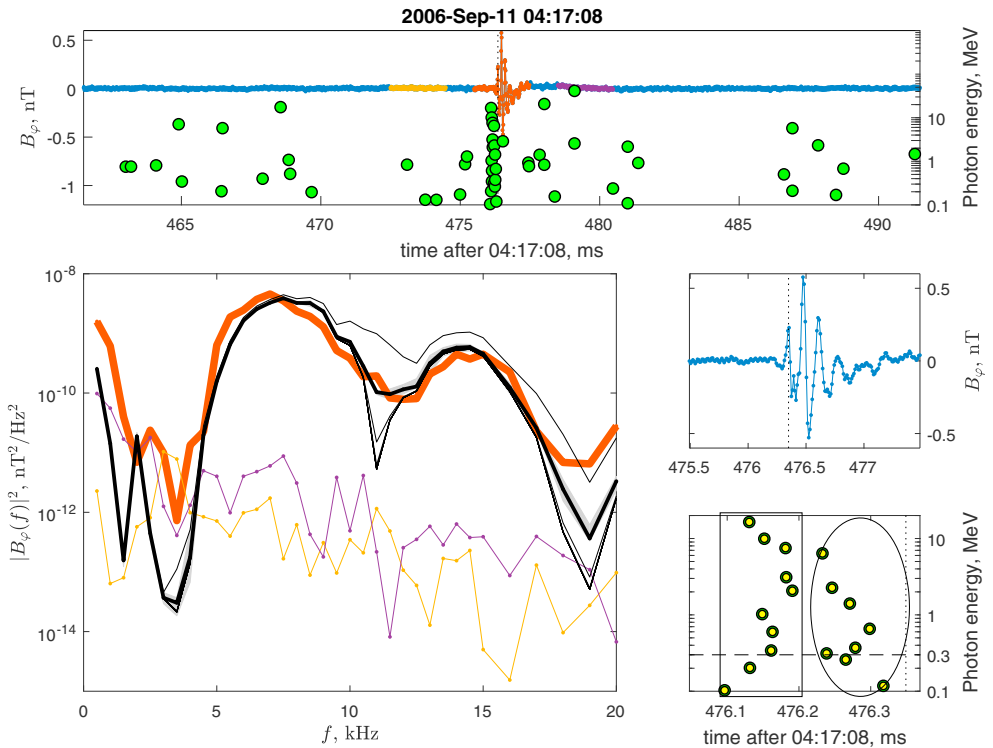 2006-Sep-11 04:17:08
0.5
0
-0.5
-1
B_φ, nT
10
1
0.1
Photon energy, MeV
465 470 475 480 485 490
time after 04:17:08, ms
10^-8
10^-10
10^-12
10^-14
|B_φ(f)|^2, nT^2/Hz^2
0 5 10 15 20
f, kHz
0.5
0
-0.5
B_φ, nT
475.5 476 476.5 477
10
1
0.3
0.1
Photon energy, MeV
476.1 476.2 476.3
time after 04:17:08, ms